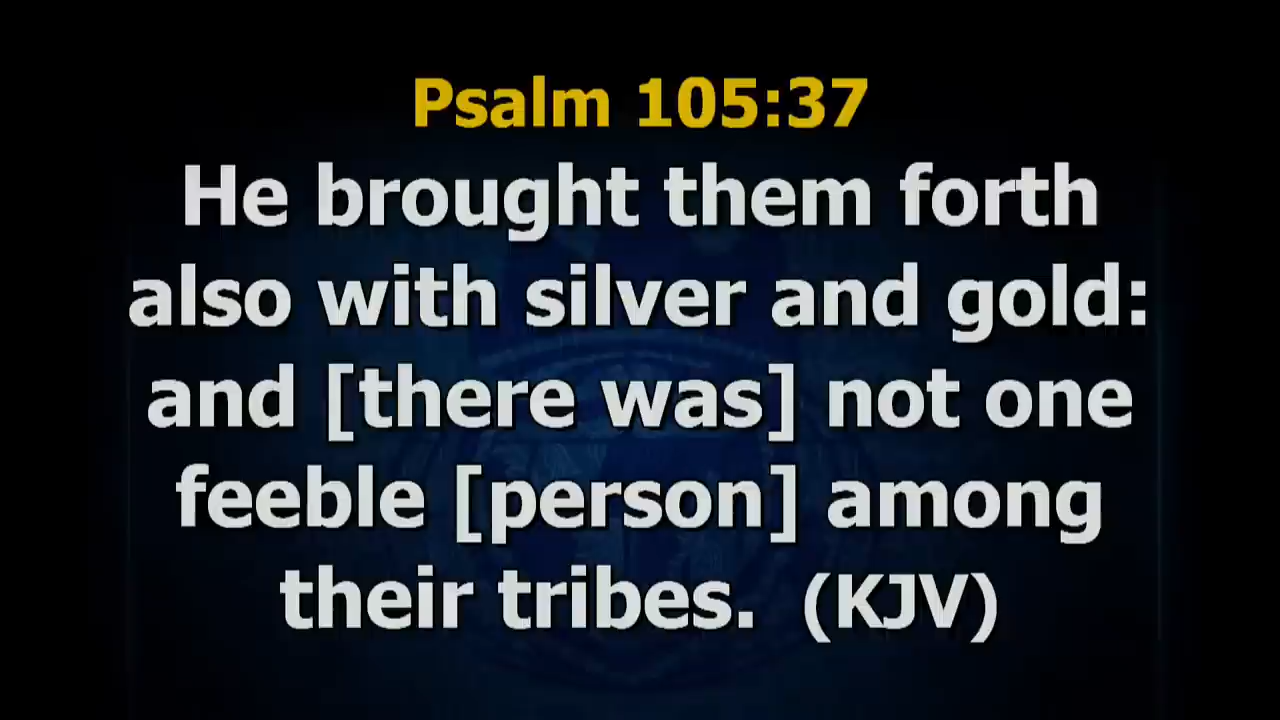 Psalm 105:37
He brought them forth
also with silver and gold:
and [there was] not one
feeble [person] among
their tribes. (KJV)